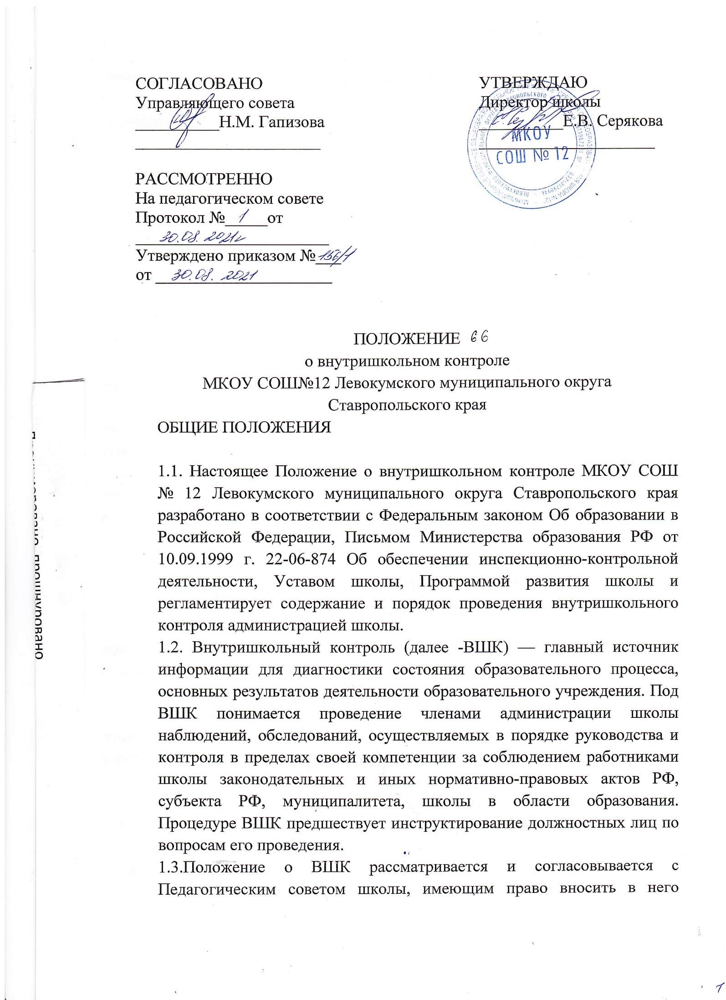 СОГЛАСОВАНО
Управляющего совета
__________Н.М. Гапизова
РАССМОТРЕННО
На педагогическом совете
Протокол №__1__от
30.08. 2021г
Утверждено приказом №156/1
от 30.08. 2021
УТВЕРЖДАЮ
Директор школы
__________Е.В. Серякова
МКОУ
СОШ № 12
ПОЛОЖЕНИЕ 66
о внутришкольном контроле
МКОУ СОШ№12 Левокумского муниципального округа
Ставропольского края
ОБЩИЕ ПОЛОЖЕНИЯ
1.1. Настоящее Положение о внутришкольном контроле МКОУ СОШ
№ 12 Левокумского муниципального округа Ставропольского края
разработано в соответствии с Федеральным законом Об образовании в
Российской Федерации, Письмом Министерства образования РФ от
10.09.1999 г. 22-06-874 Об обеспечении инспекционно-контрольной
деятельности, Уставом школы, Программой развития школы и
регламентирует содержание и порядок проведения внутришкольного
контроля администрацией школы.
1.2. Внутришкольный контроль (далее -ВШК) — главный источник
информации для диагностики состояния образовательного процесса,
основных результатов деятельности образовательного учреждения. Под
ВШК понимается проведение членами администрации школы
наблюдений, обследований, осуществляемых в порядке руководства и
контроля в пределах своей компетенции за соблюдением работниками
школы законодательных и иных нормативно-правовых актов РФ,
субъекта РФ, муниципалитета, школы в области образования.
Процедуре ВШК предшествует инструктирование должностных лиц по
вопросам его проведения.
1.3.Положение о ВШК рассматривается и согласовывается с
Педагогическим советом школы, имеющим право вносить в него
прошнуровано
1